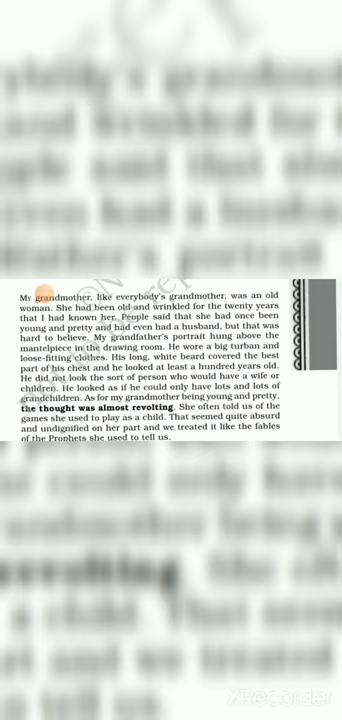 My grandmother, like everybody's grandmother, was an old
woman. She had been old and wrinkled for the twenty years
that I had known her. People said that she had once been
young and pretty and had even had a husband, but that was
hard to believe. My grandfather's portrait hung above the
mantelpiece in the drawing room. He wore a big turban and
loose-fitting clothes. His long, white beard covered the best
part of his chest and he looked at least a hundred years old.
He did not look the sort of person who would have a wife or
children. He looked as if he could only have lots and lots of
grandchildren. As for my grandmother being young and pretty,
the thought was almost revolting. She often told us of the
games she used to play as a child. That seemed quite absurd
and undignified on her part and we treated it like the fables
of the Prophets she used to tell us.
XRecorder